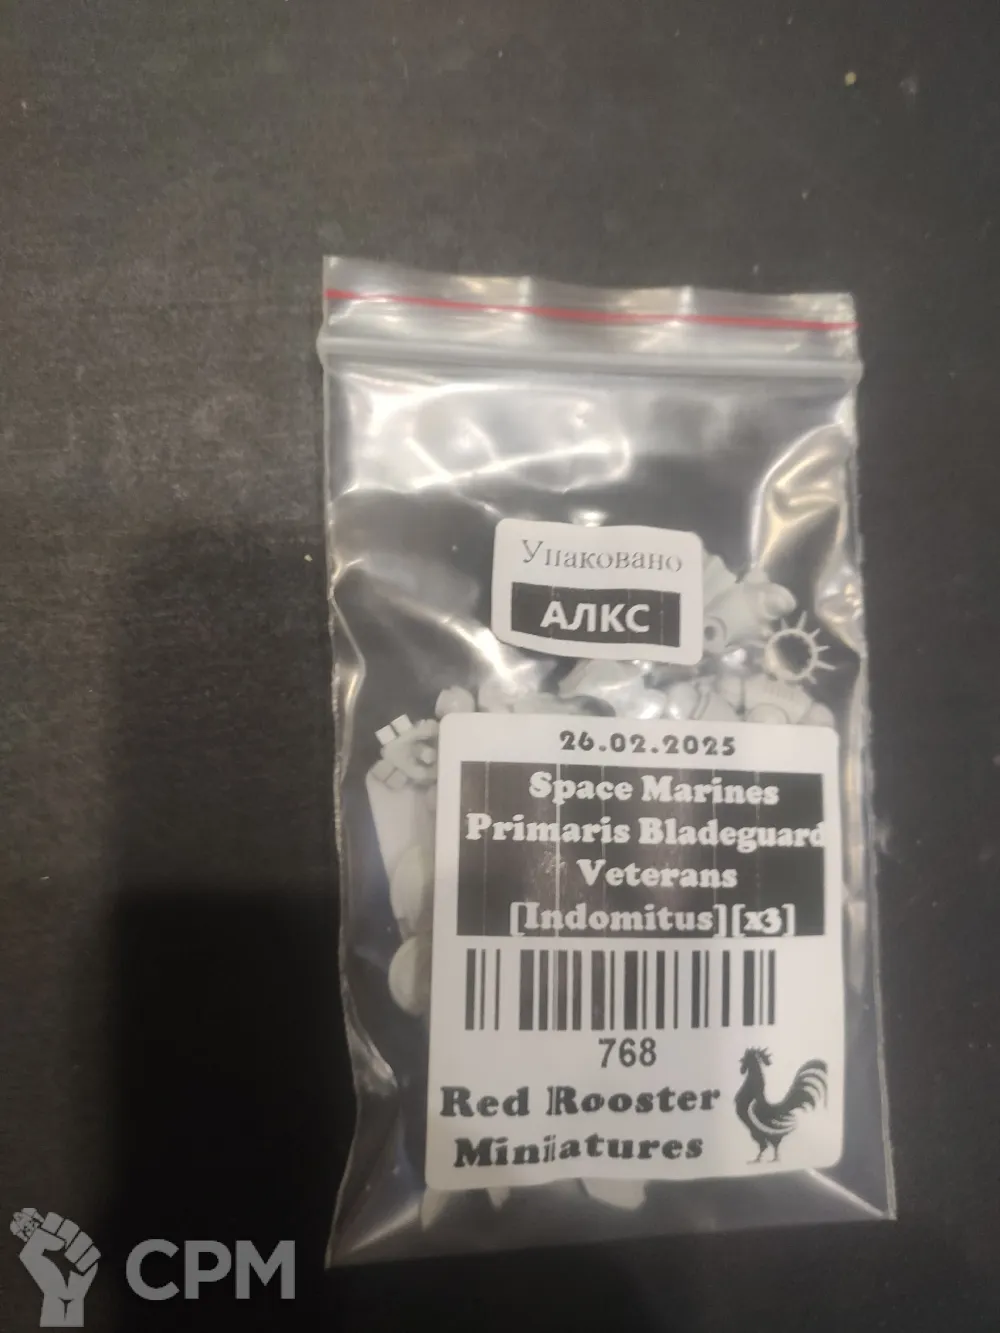 Упаковано
АЛКС
26.02.2025
Space Marines
Primaris Bladeguard
Veterans
[Indomitus][x3]
768
Red Rooster
Miniatures
CPM